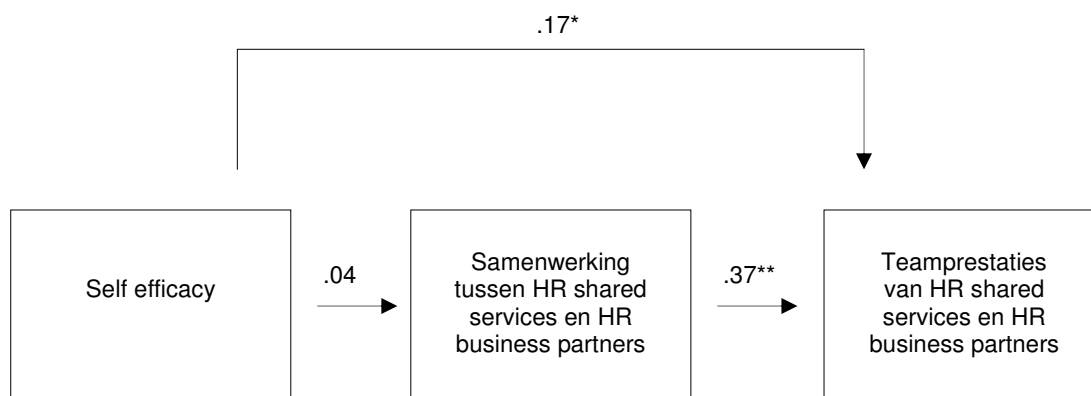 .17*
Self efficacy
.04
Samenwerking
tussen HR shared
services en HR
business partners
.37**
Teamprestaties
van HR shared
services en HR
business partners